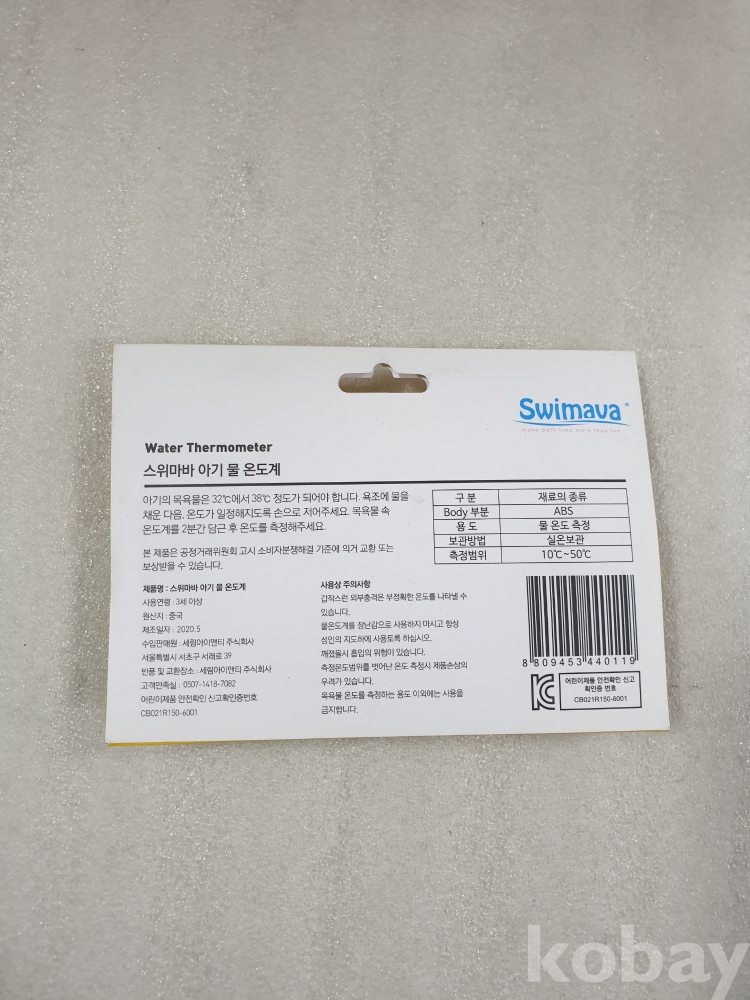 Swimava
make bath time more than fun
Water Thermometer
스위마바 아기 물 온도계
아기의 목욕물은 32℃에서 38℃ 정도가 되어야 합니다. 욕조에 물을
채운 다음, 온도가 일정해지도록 손으로 저어주세요. 목욕물 속
온도계를 2분간 담근 후 온도를 측정해주세요.
본 제품은 공정거래위원회 고시 소비자분쟁해결 기준에 의거 교환 또는
보상받을 수 있습니다.
구 분 재료의 종류
Body 부분 ABS
용 도 물 온도 측정
보관방법 실온보관
측정범위 10℃~50℃
제품명 : 스위마바 아기 물 온도계
사용연령 : 3세 이상
원산지 : 중국
제조일자 : 2020.5
수입판매원 : 세림아이앤티 주식회사
서울특별시 서초구 서래로 39
반품 및 교환장소 : 세림아이앤티 주식회사
고객만족실 : 0507-1418-7082
어린이제품 안전확인 신고확인증번호
CB021R150-6001
사용상 주의사항
갑작스런 외부충격은 부정확한 온도를 나타낼 수
있습니다.
물온도계를 장난감으로 사용하지 마시고 항상
성인의 지도하에 사용토록 하십시오.
깨졌을시 흡입의 위험이 있습니다.
측정온도범위를 벗어난 온도 측정시 제품손상의
우려가 있습니다.
목욕물 온도를 측정하는 용도 이외에는 사용을
금지합니다.
8 809453 440119
어린이제품 안전확인 신고
확인증 번호
CB021R150-6001
kobay